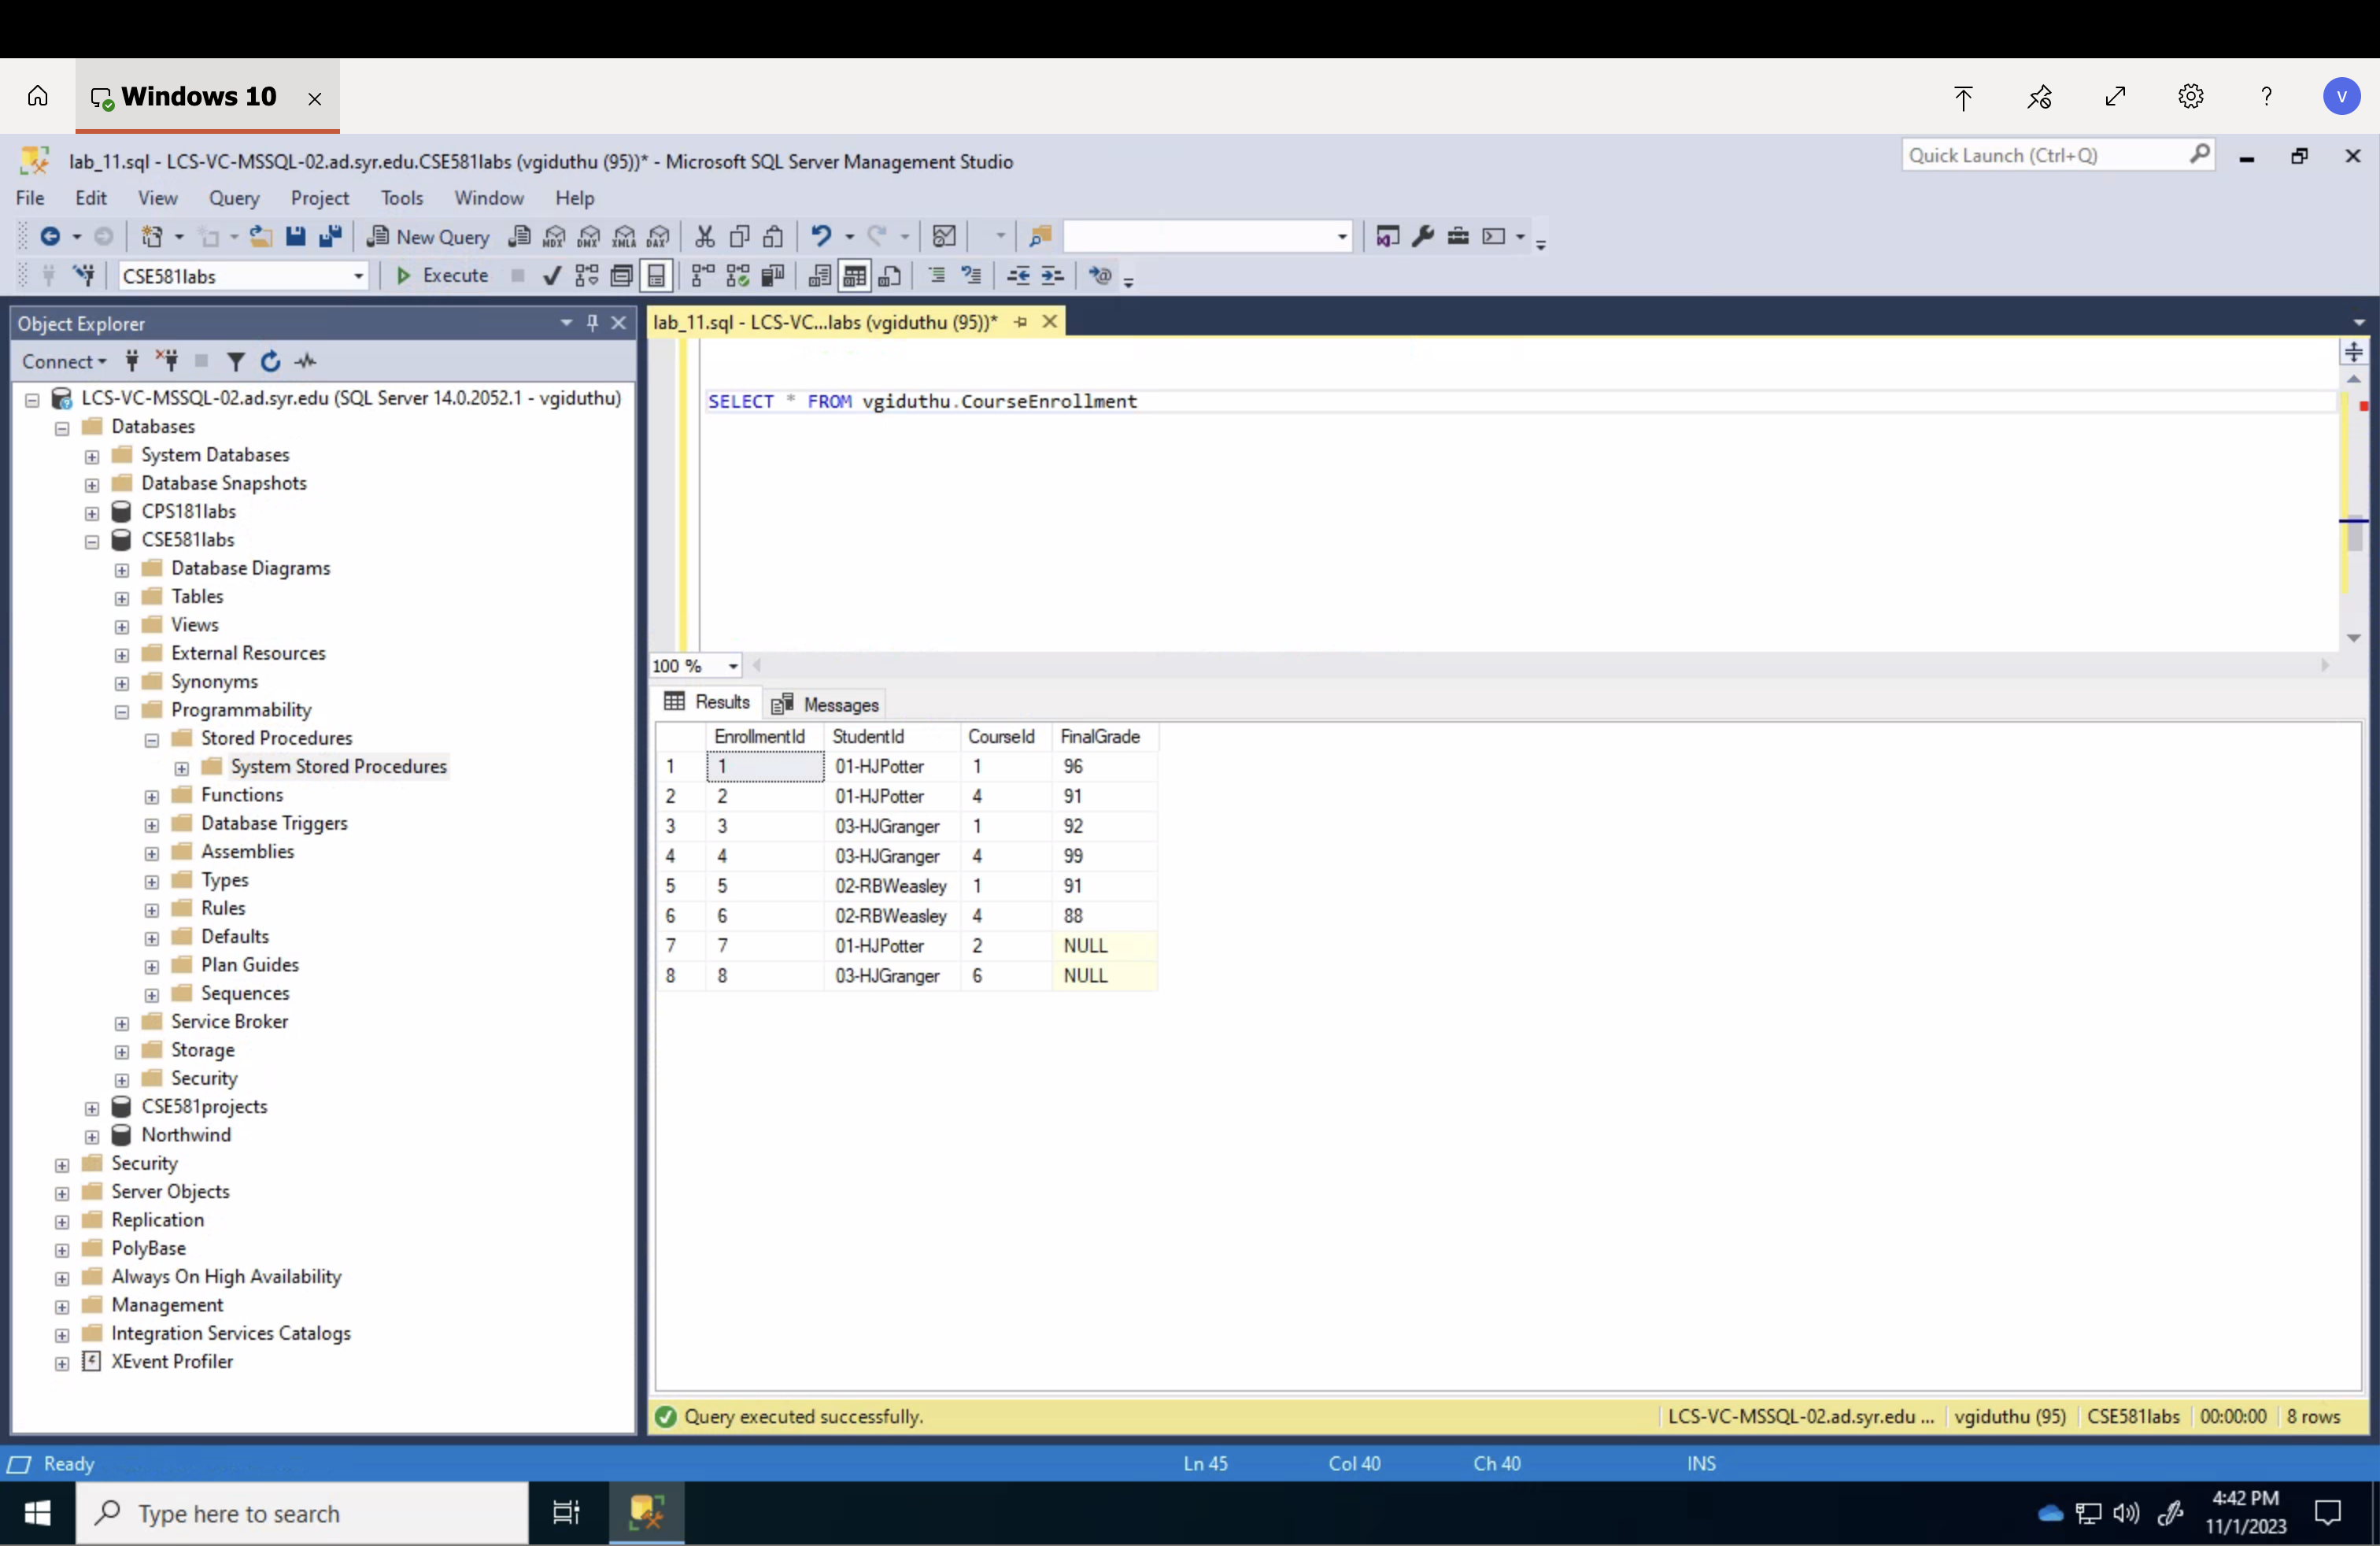 Windows 10
?
V
lab_11.sql - LCS-VC-MSSQL-02.ad.syr.edu.CSE581labs (vgiduthu (95))* - Microsoft SQL Server Management Studio
Quick Launch (Ctrl+Q)
File Edit View Query Project Tools Window Help
New Query MDX DMX XMLA DAX
CSE581labs Execute
Object Explorer
Connect
LCS-VC-MSSQL-02.ad.syr.edu (SQL Server 14.0.2052.1 - vgiduthu)
Databases
System Databases
Database Snapshots
CPS181labs
CSE581labs
Database Diagrams
Tables
Views
External Resources
Synonyms
Programmability
Stored Procedures
System Stored Procedures
Functions
Database Triggers
Assemblies
Types
Rules
Defaults
Plan Guides
Sequences
Service Broker
Storage
Security
CSE581projects
Northwind
Security
Server Objects
Replication
PolyBase
Always On High Availability
Management
Integration Services Catalogs
XEvent Profiler
lab_11.sql - LCS-VC...labs (vgiduthu (95))*
SELECT * FROM vgiduthu.CourseEnrollment
100 %
Results Messages
EnrollmentId StudentId CourseId FinalGrade
1 1 01-HJPotter 1 96
2 2 01-HJPotter 4 91
3 3 03-HJGranger 1 92
4 4 03-HJGranger 4 99
5 5 02-RBWeasley 1 91
6 6 02-RBWeasley 4 88
7 7 01-HJPotter 2 NULL
8 8 03-HJGranger 6 NULL
Query executed successfully. LCS-VC-MSSQL-02.ad.syr.edu ... vgiduthu (95) CSE581labs 00:00:00 8 rows
Ready Ln 45 Col 40 Ch 40 INS
Type here to search
4:42 PM
11/1/2023